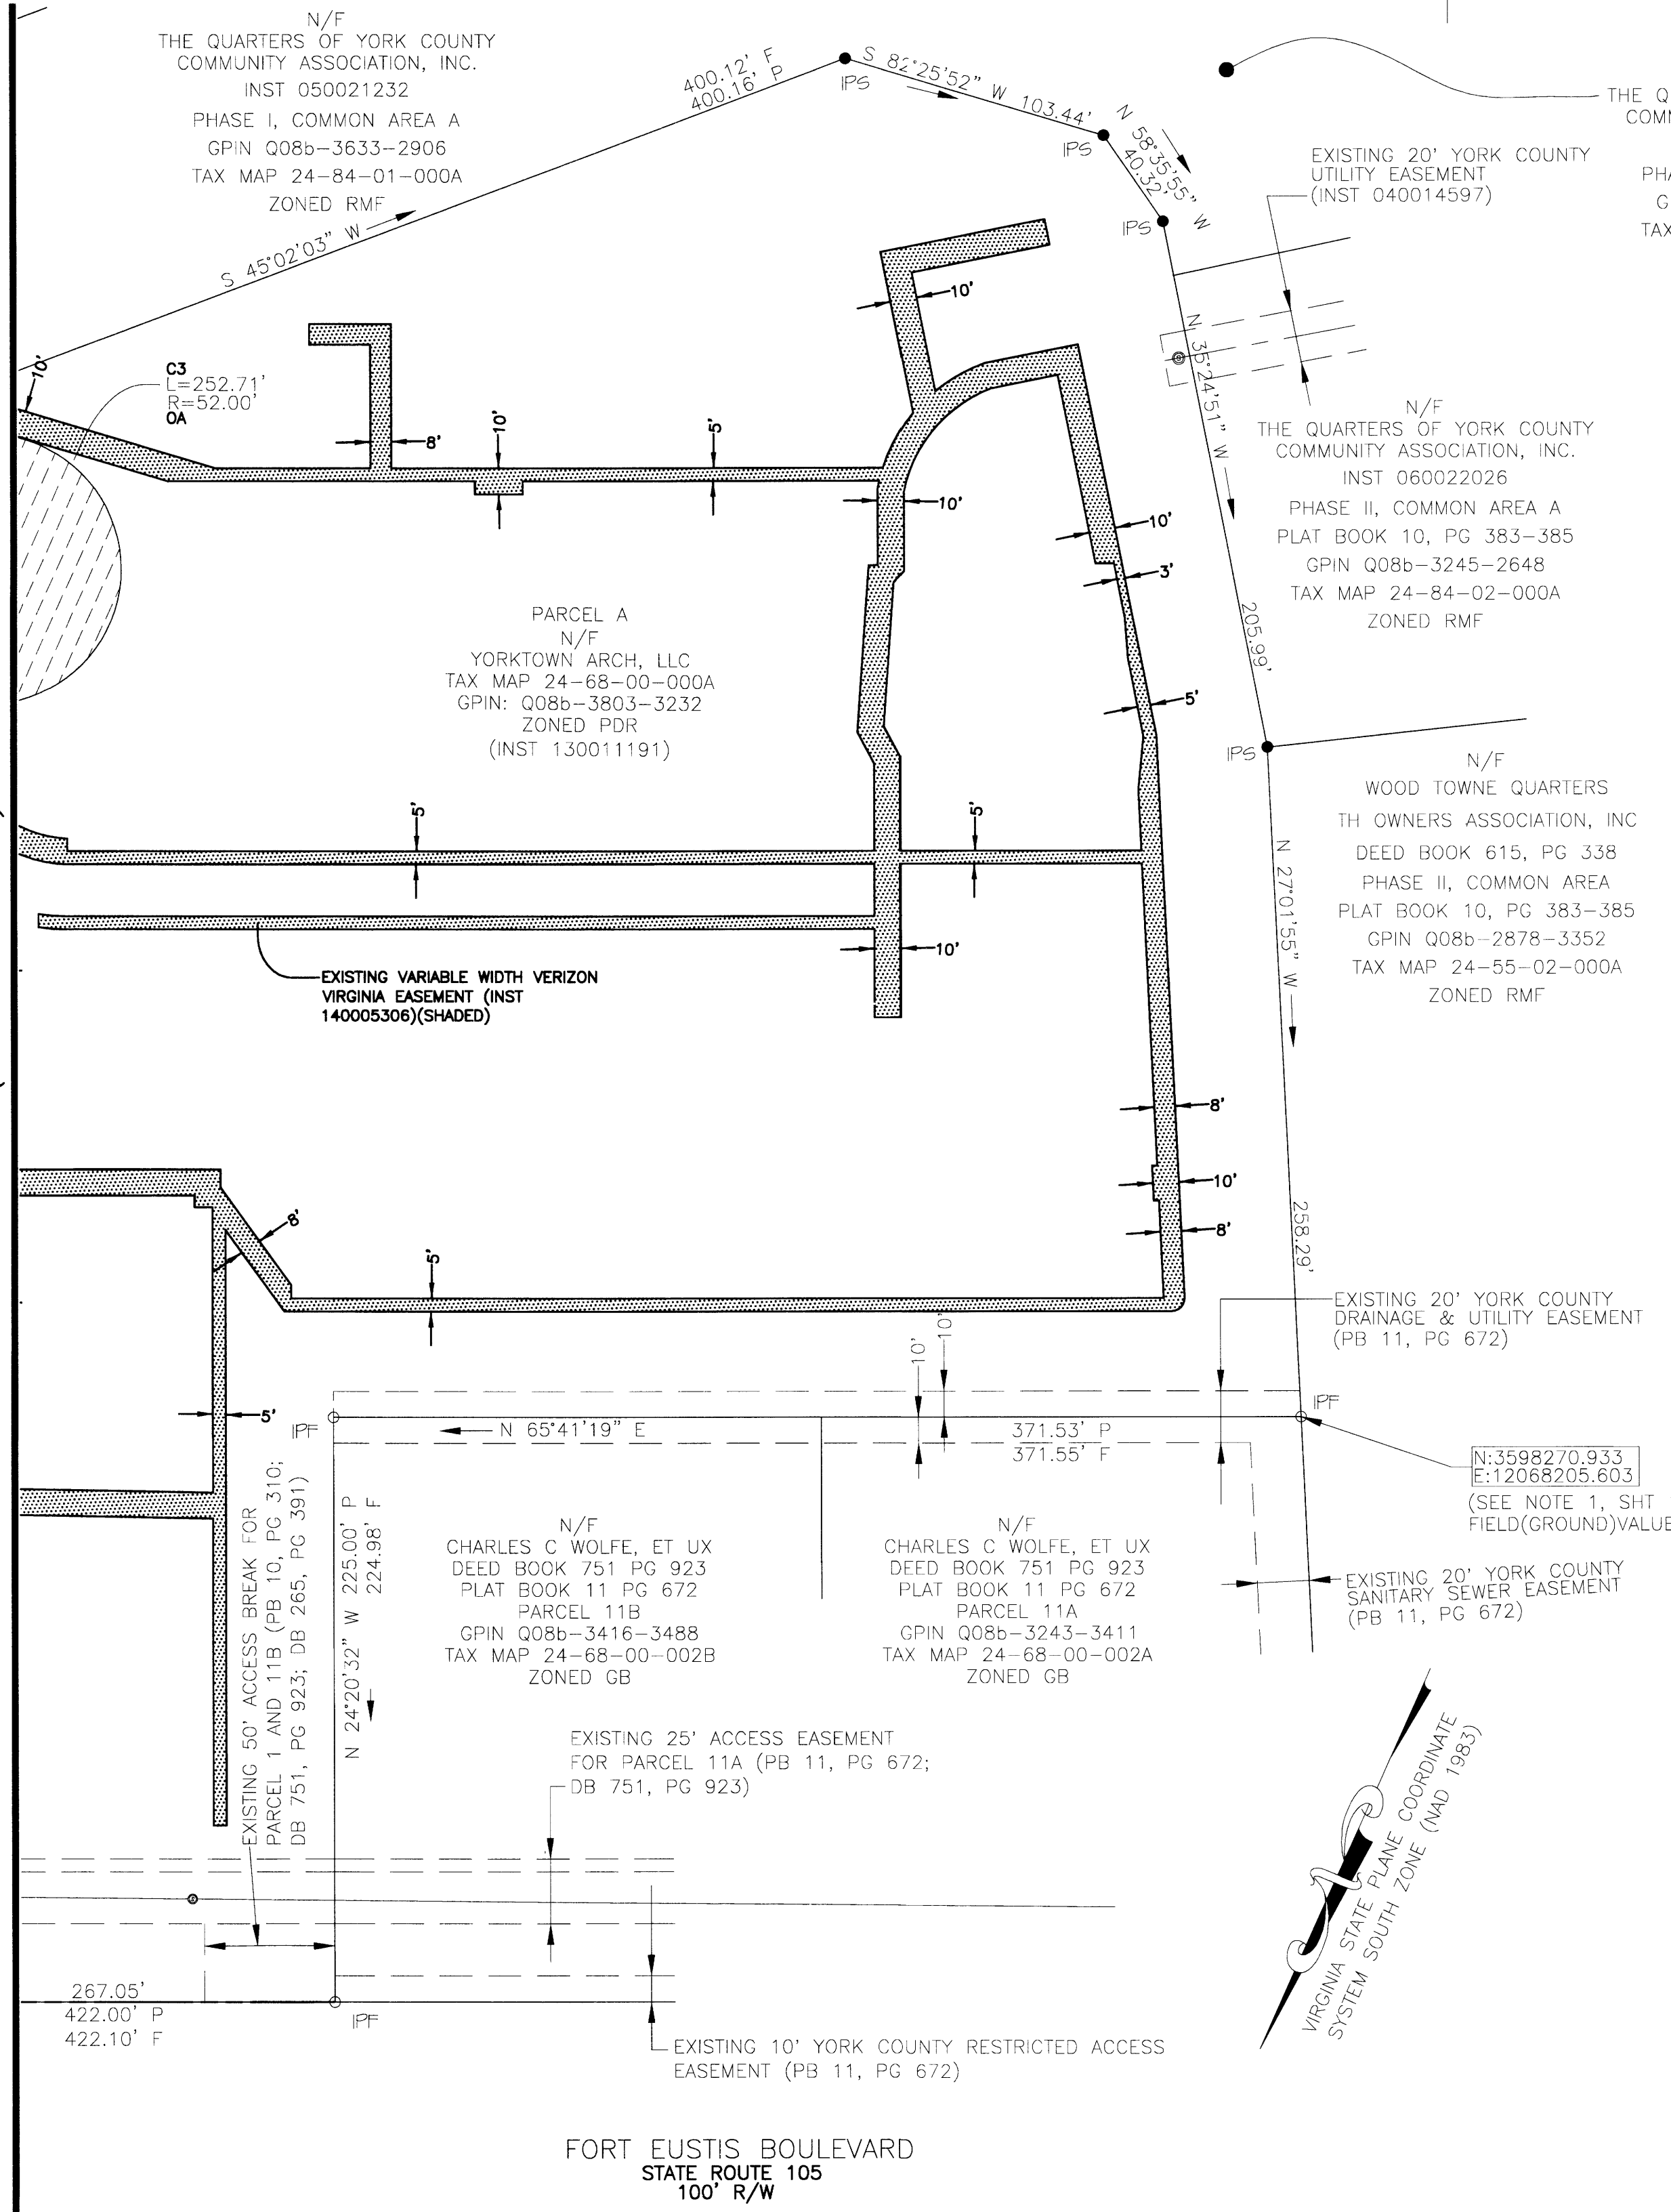 N/F
THE QUARTERS OF YORK COUNTY
COMMUNITY ASSOCIATION, INC.
INST 050021232
PHASE I, COMMON AREA A
GPIN Q08b-3633-2906
TAX MAP 24-84-01-000A
ZONED RMF
S 45°02'03" W
400.12' F
400.16' P
IPS
S 82°25'52" W 103.44'
IPS
N 58°35'55" W
40.32'
IPS
THE Q
COMM
PHA
G
TAX
EXISTING 20' YORK COUNTY
UTILITY EASEMENT
(INST 040014597)
N 35°24'51" W
205.99'
N/F
THE QUARTERS OF YORK COUNTY
COMMUNITY ASSOCIATION, INC.
INST 060022026
PHASE II, COMMON AREA A
PLAT BOOK 10, PG 383-385
GPIN Q08b-3245-2648
TAX MAP 24-84-02-000A
ZONED RMF
10'
C3
L=252.71'
R=52.00'
OA
8'
10'
5'
10'
10'
10'
3'
5'
PARCEL A
N/F
YORKTOWN ARCH, LLC
TAX MAP 24-68-00-000A
GPIN: Q08b-3803-3232
ZONED PDR
(INST 130011191)
IPS
N/F
WOOD TOWNE QUARTERS
TH OWNERS ASSOCIATION, INC
DEED BOOK 615, PG 338
PHASE II, COMMON AREA
PLAT BOOK 10, PG 383-385
GPIN Q08b-2878-3352
TAX MAP 24-55-02-000A
ZONED RMF
N 27°01'55" W
258.29'
5'
5'
10'
EXISTING VARIABLE WIDTH VERIZON
VIRGINIA EASEMENT (INST
140005306)(SHADED)
8'
10'
8'
8'
5'
5'
10'
10'
EXISTING 20' YORK COUNTY
DRAINAGE & UTILITY EASEMENT
(PB 11, PG 672)
IPF
IPF
N 65°41'19" E
371.53' P
371.55' F
N:3598270.933
E:12068205.603
(SEE NOTE 1, SHT
FIELD(GROUND)VALUE
EXISTING 20' YORK COUNTY
SANITARY SEWER EASEMENT
(PB 11, PG 672)
EXISTING 50' ACCESS BREAK FOR
PARCEL 1 AND 11B (PB 10, PG 310;
DB 751, PG 923; DB 265, PG 391)
N 24°20'32" W 225.00' P
224.98' F
N/F
CHARLES C WOLFE, ET UX
DEED BOOK 751 PG 923
PLAT BOOK 11 PG 672
PARCEL 11B
GPIN Q08b-3416-3488
TAX MAP 24-68-00-002B
ZONED GB
N/F
CHARLES C WOLFE, ET UX
DEED BOOK 751 PG 923
PLAT BOOK 11 PG 672
PARCEL 11A
GPIN Q08b-3243-3411
TAX MAP 24-68-00-002A
ZONED GB
EXISTING 25' ACCESS EASEMENT
FOR PARCEL 11A (PB 11, PG 672;
DB 751, PG 923)
VIRGINIA STATE PLANE COORDINATE
SYSTEM SOUTH ZONE (NAD 1983)
267.05'
422.00' P
422.10' F
IPF
EXISTING 10' YORK COUNTY RESTRICTED ACCESS
EASEMENT (PB 11, PG 672)
FORT EUSTIS BOULEVARD
STATE ROUTE 105
100' R/W